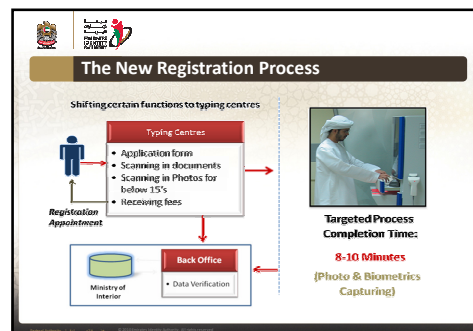 The New Registration Process
Shifting certain functions to typing centres
Typing Centres
• Application form
• Scanning in documents
• Scanning in Photos for
below 15's
• Receiving fees
Registration
Appointment
Back Office
• Data Verification
Ministry of
Interior
Targeted Process
Completion Time:
8-10 Minutes
(Photo & Biometrics
Capturing)